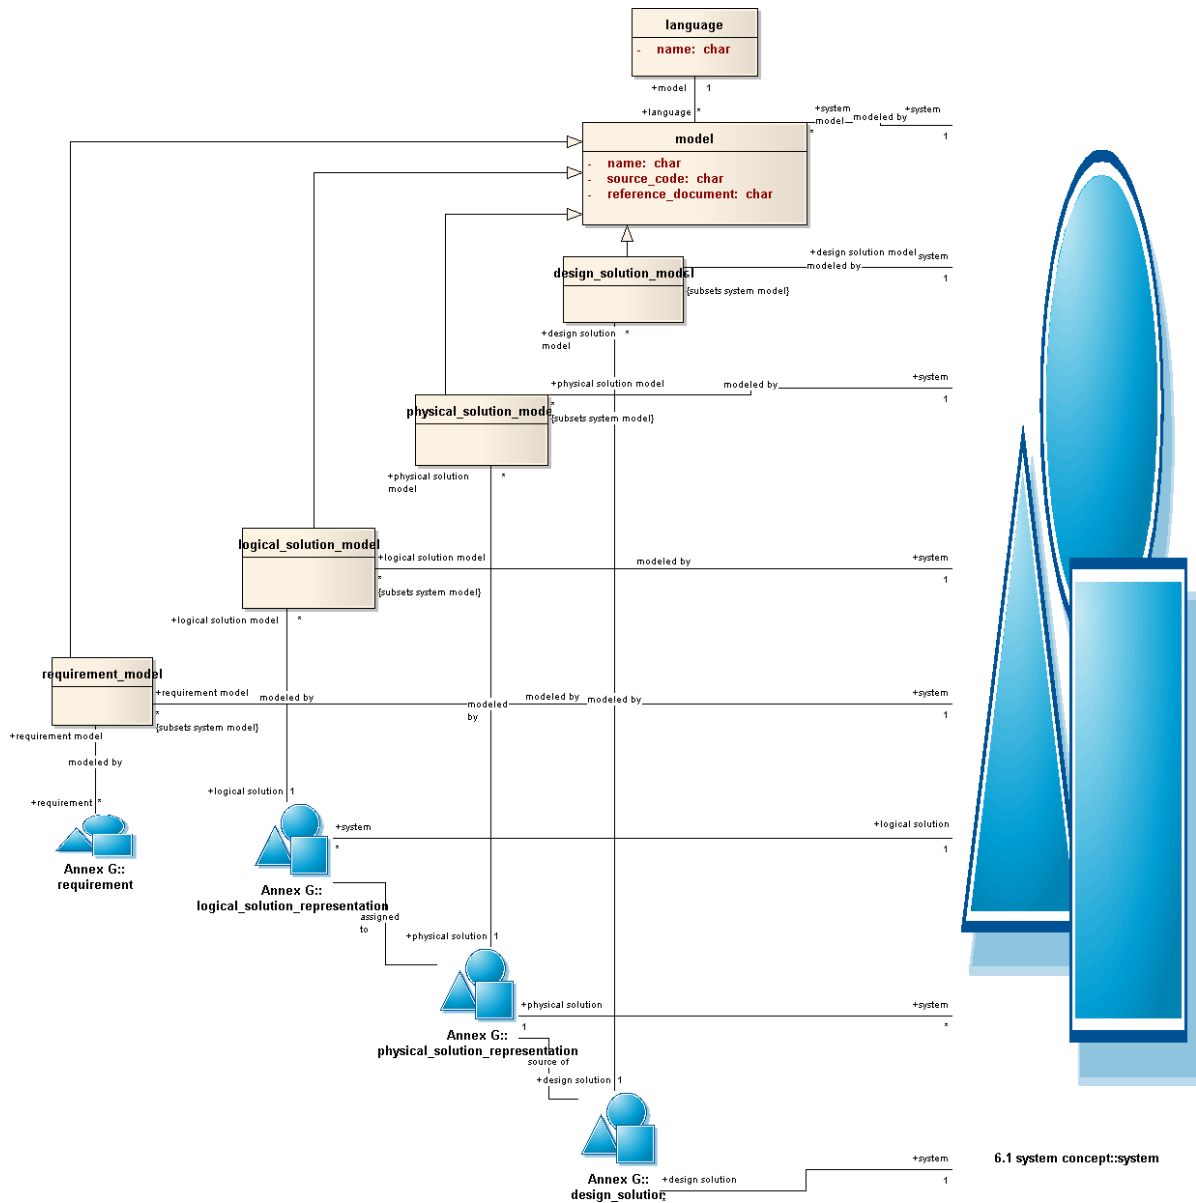 language
- name: char
+model 1
+language *
+system
model
modeled by
+system
*
1
model
- name: char
- source_code: char
- reference_document: char
+design solution model
system
modeled by
1
design_solution_model
{subsets system model}
+design solution
model
*
+physical solution model
modeled by
+system
*
1
physical_solution_mode
{subsets system model}
+physical solution
model
*
logical_solution_model
+logical solution model
modeled by
+system
*
1
{subsets system model}
+logical solution model *
requirement_model
+requirement model
modeled by
modeled
by
modeled by
modeled by
+system
*
1
{subsets system model}
+requirement model
modeled by
+requirement *
Annex G::
requirement
+logical solution 1
+system
*
+logical solution
1
Annex G::
logical_solution_representation
assigned
to
+physical solution 1
+physical solution
1
+system
*
Annex G::
physical_solution_representation
source of
+design solution 1
Annex G::
design_solution
+design solution
+system
1
6.1 system concept::system